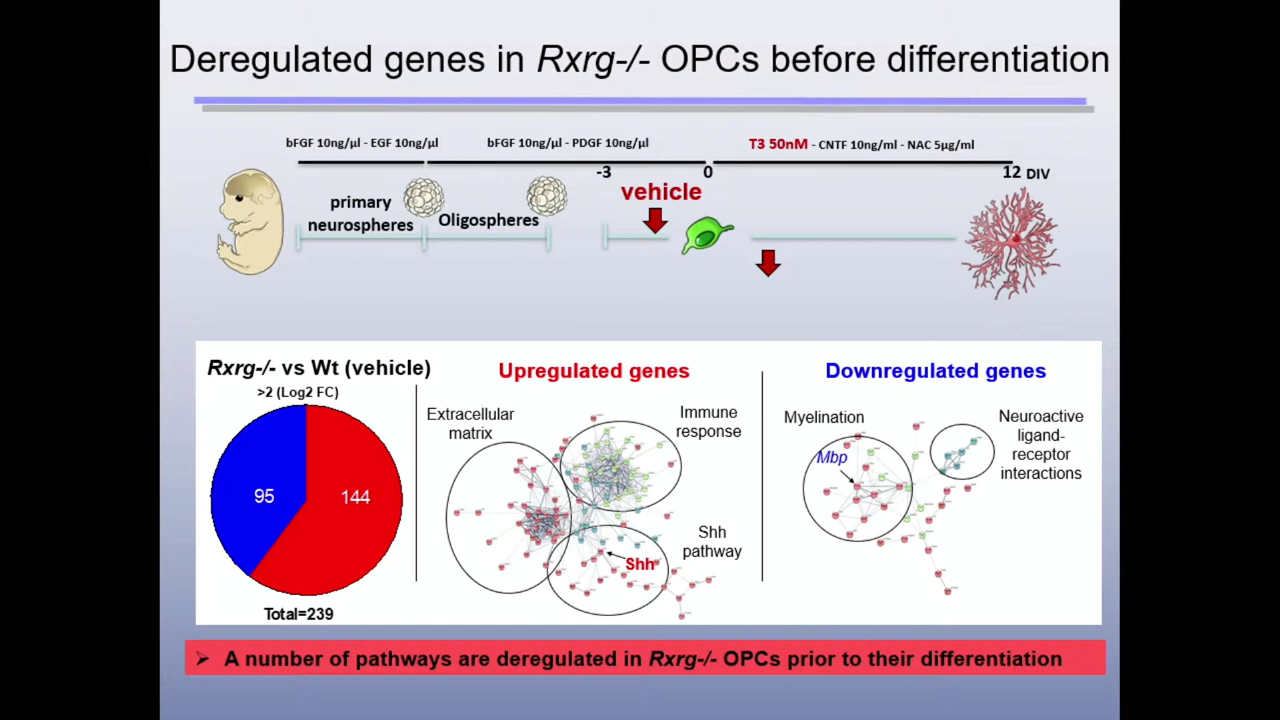 Deregulated genes in Rxrg-/- OPCs before differentiation
bFGF 10ng/µl - EGF 10ng/µl
bFGF 10ng/µl - PDGF 10ng/µl
T3 50nM - CNTF 10ng/ml - NAC 5µg/ml
-3
0
12 DIV
vehicle
primary
neurospheres
Oligospheres
Rxrg-/- vs Wt (vehicle)
>2 (Log2 FC)
95
144
Total=239
Upregulated genes
Extracellular
matrix
Immune
response
Shh
pathway
Shh
Downregulated genes
Myelination
Mbp
Neuroactive
ligand-
receptor
interactions
➢ A number of pathways are deregulated in Rxrg-/- OPCs prior to their differentiation